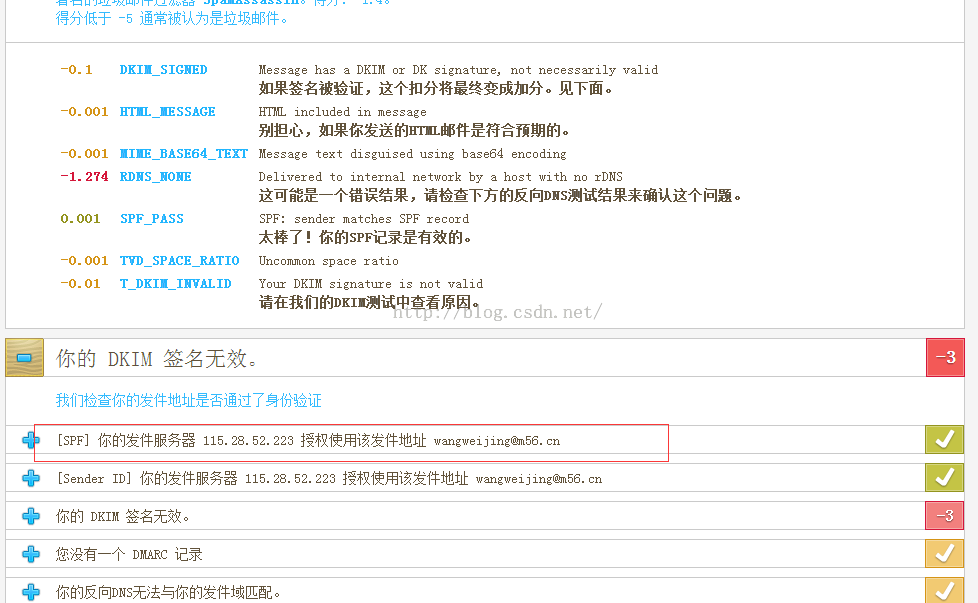 著名的垃圾邮件过滤器 SpamAssassin。得分: -1.4。
得分低于 -5 通常被认为是垃圾邮件。
-0.1 DKIM_SIGNED Message has a DKIM or DK signature, not necessarily valid
如果签名被验证，这个扣分将最终变成加分。见下面。
-0.001 HTML_MESSAGE HTML included in message
别担心，如果你发送的HTML邮件是符合预期的。
-0.001 MIME_BASE64_TEXT Message text disguised using base64 encoding
-1.274 RDNS_NONE Delivered to internal network by a host with no rDNS
这可能是一个错误结果，请检查下方的反向DNS测试结果来确认这个问题。
0.001 SPF_PASS SPF: sender matches SPF record
太棒了！你的SPF记录是有效的。
-0.001 TVD_SPACE_RATIO Uncommon space ratio
-0.01 T_DKIM_INVALID Your DKIM signature is not valid
请在我们的DKIM测试中查看原因。
http://blog.csdn.net/
你的 DKIM 签名无效。 -3
我们检查你的发件地址是否通过了身份验证
[SPF] 你的发件服务器 115.28.52.223 授权使用该发件地址 wangweijing@m56.cn
[Sender ID] 你的发件服务器 115.28.52.223 授权使用该发件地址 wangweijing@m56.cn
你的 DKIM 签名无效。 -3
您没有一个 DMARC 记录
你的反向DNS无法与你的发件域匹配。